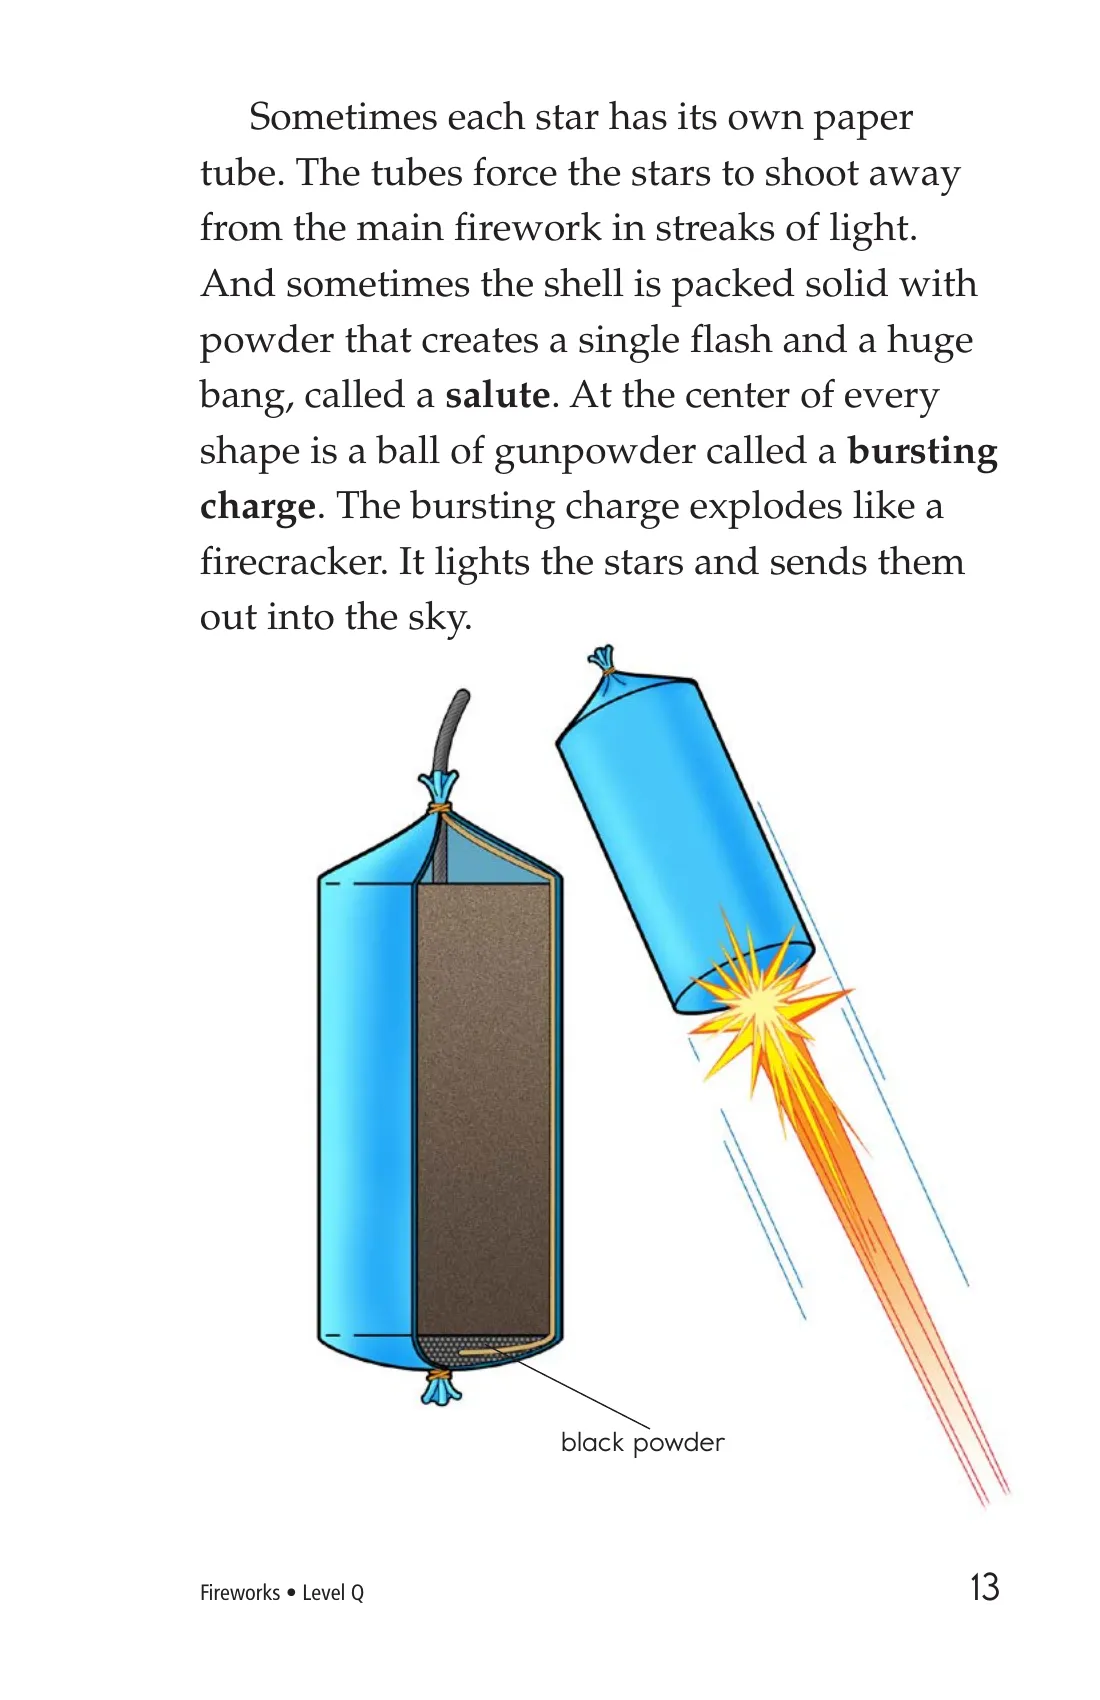 Sometimes each star has its own paper
tube. The tubes force the stars to shoot away
from the main firework in streaks of light.
And sometimes the shell is packed solid with
powder that creates a single flash and a huge
bang, called a salute. At the center of every
shape is a ball of gunpowder called a bursting
charge. The bursting charge explodes like a
firecracker. It lights the stars and sends them
out into the sky.
black powder
Fireworks • Level Q
13